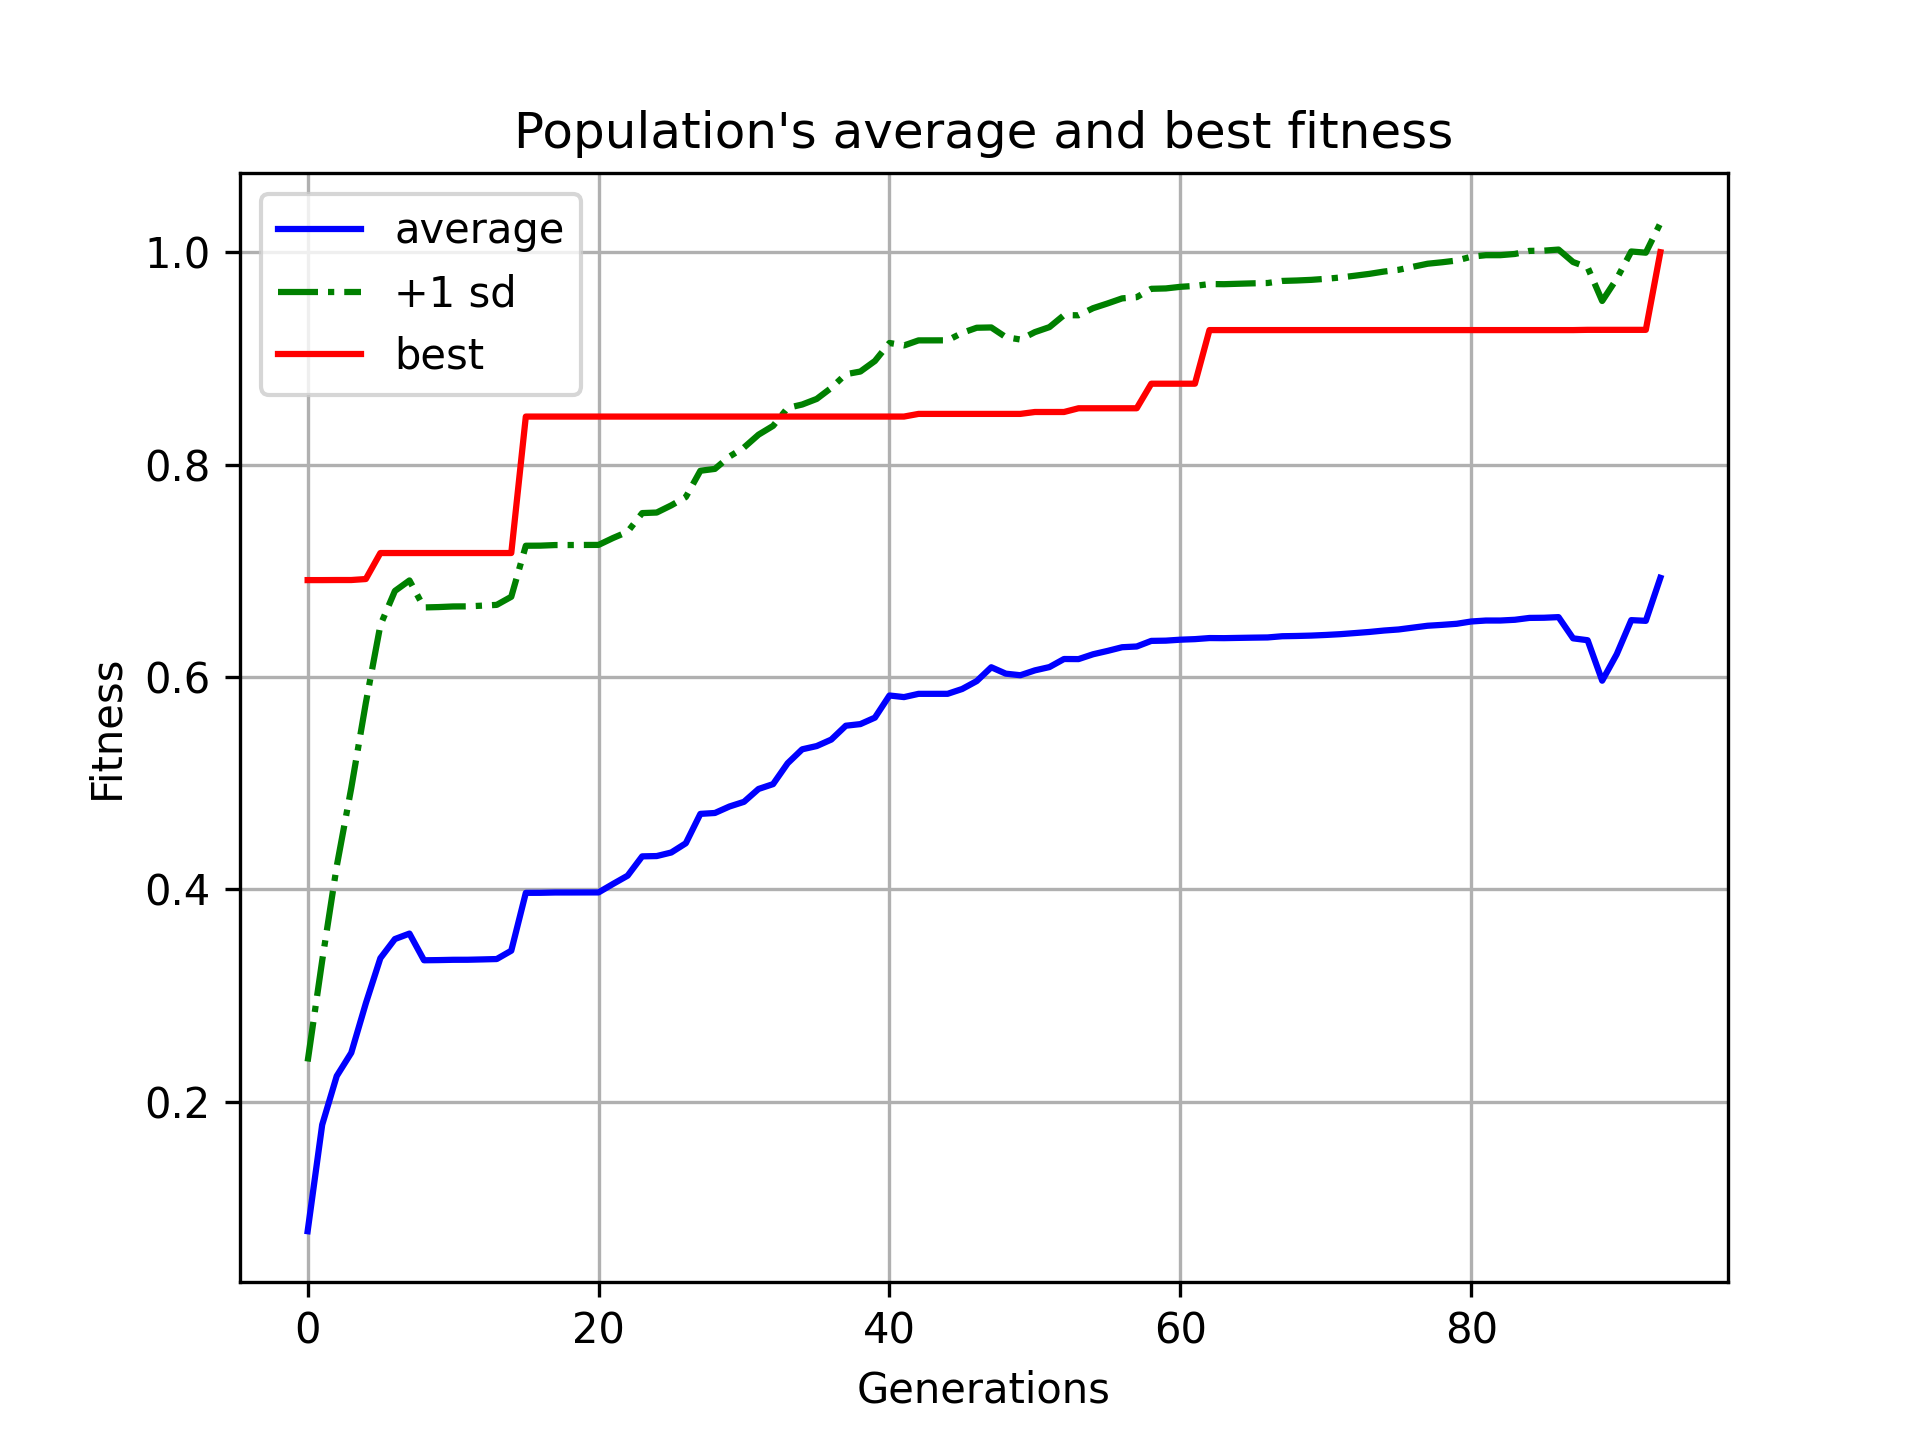 Population's average and best fitness
average
+1 sd
best
1.0
0.8
0.6
0.4
0.2
Fitness
0 20 40 60 80
Generations